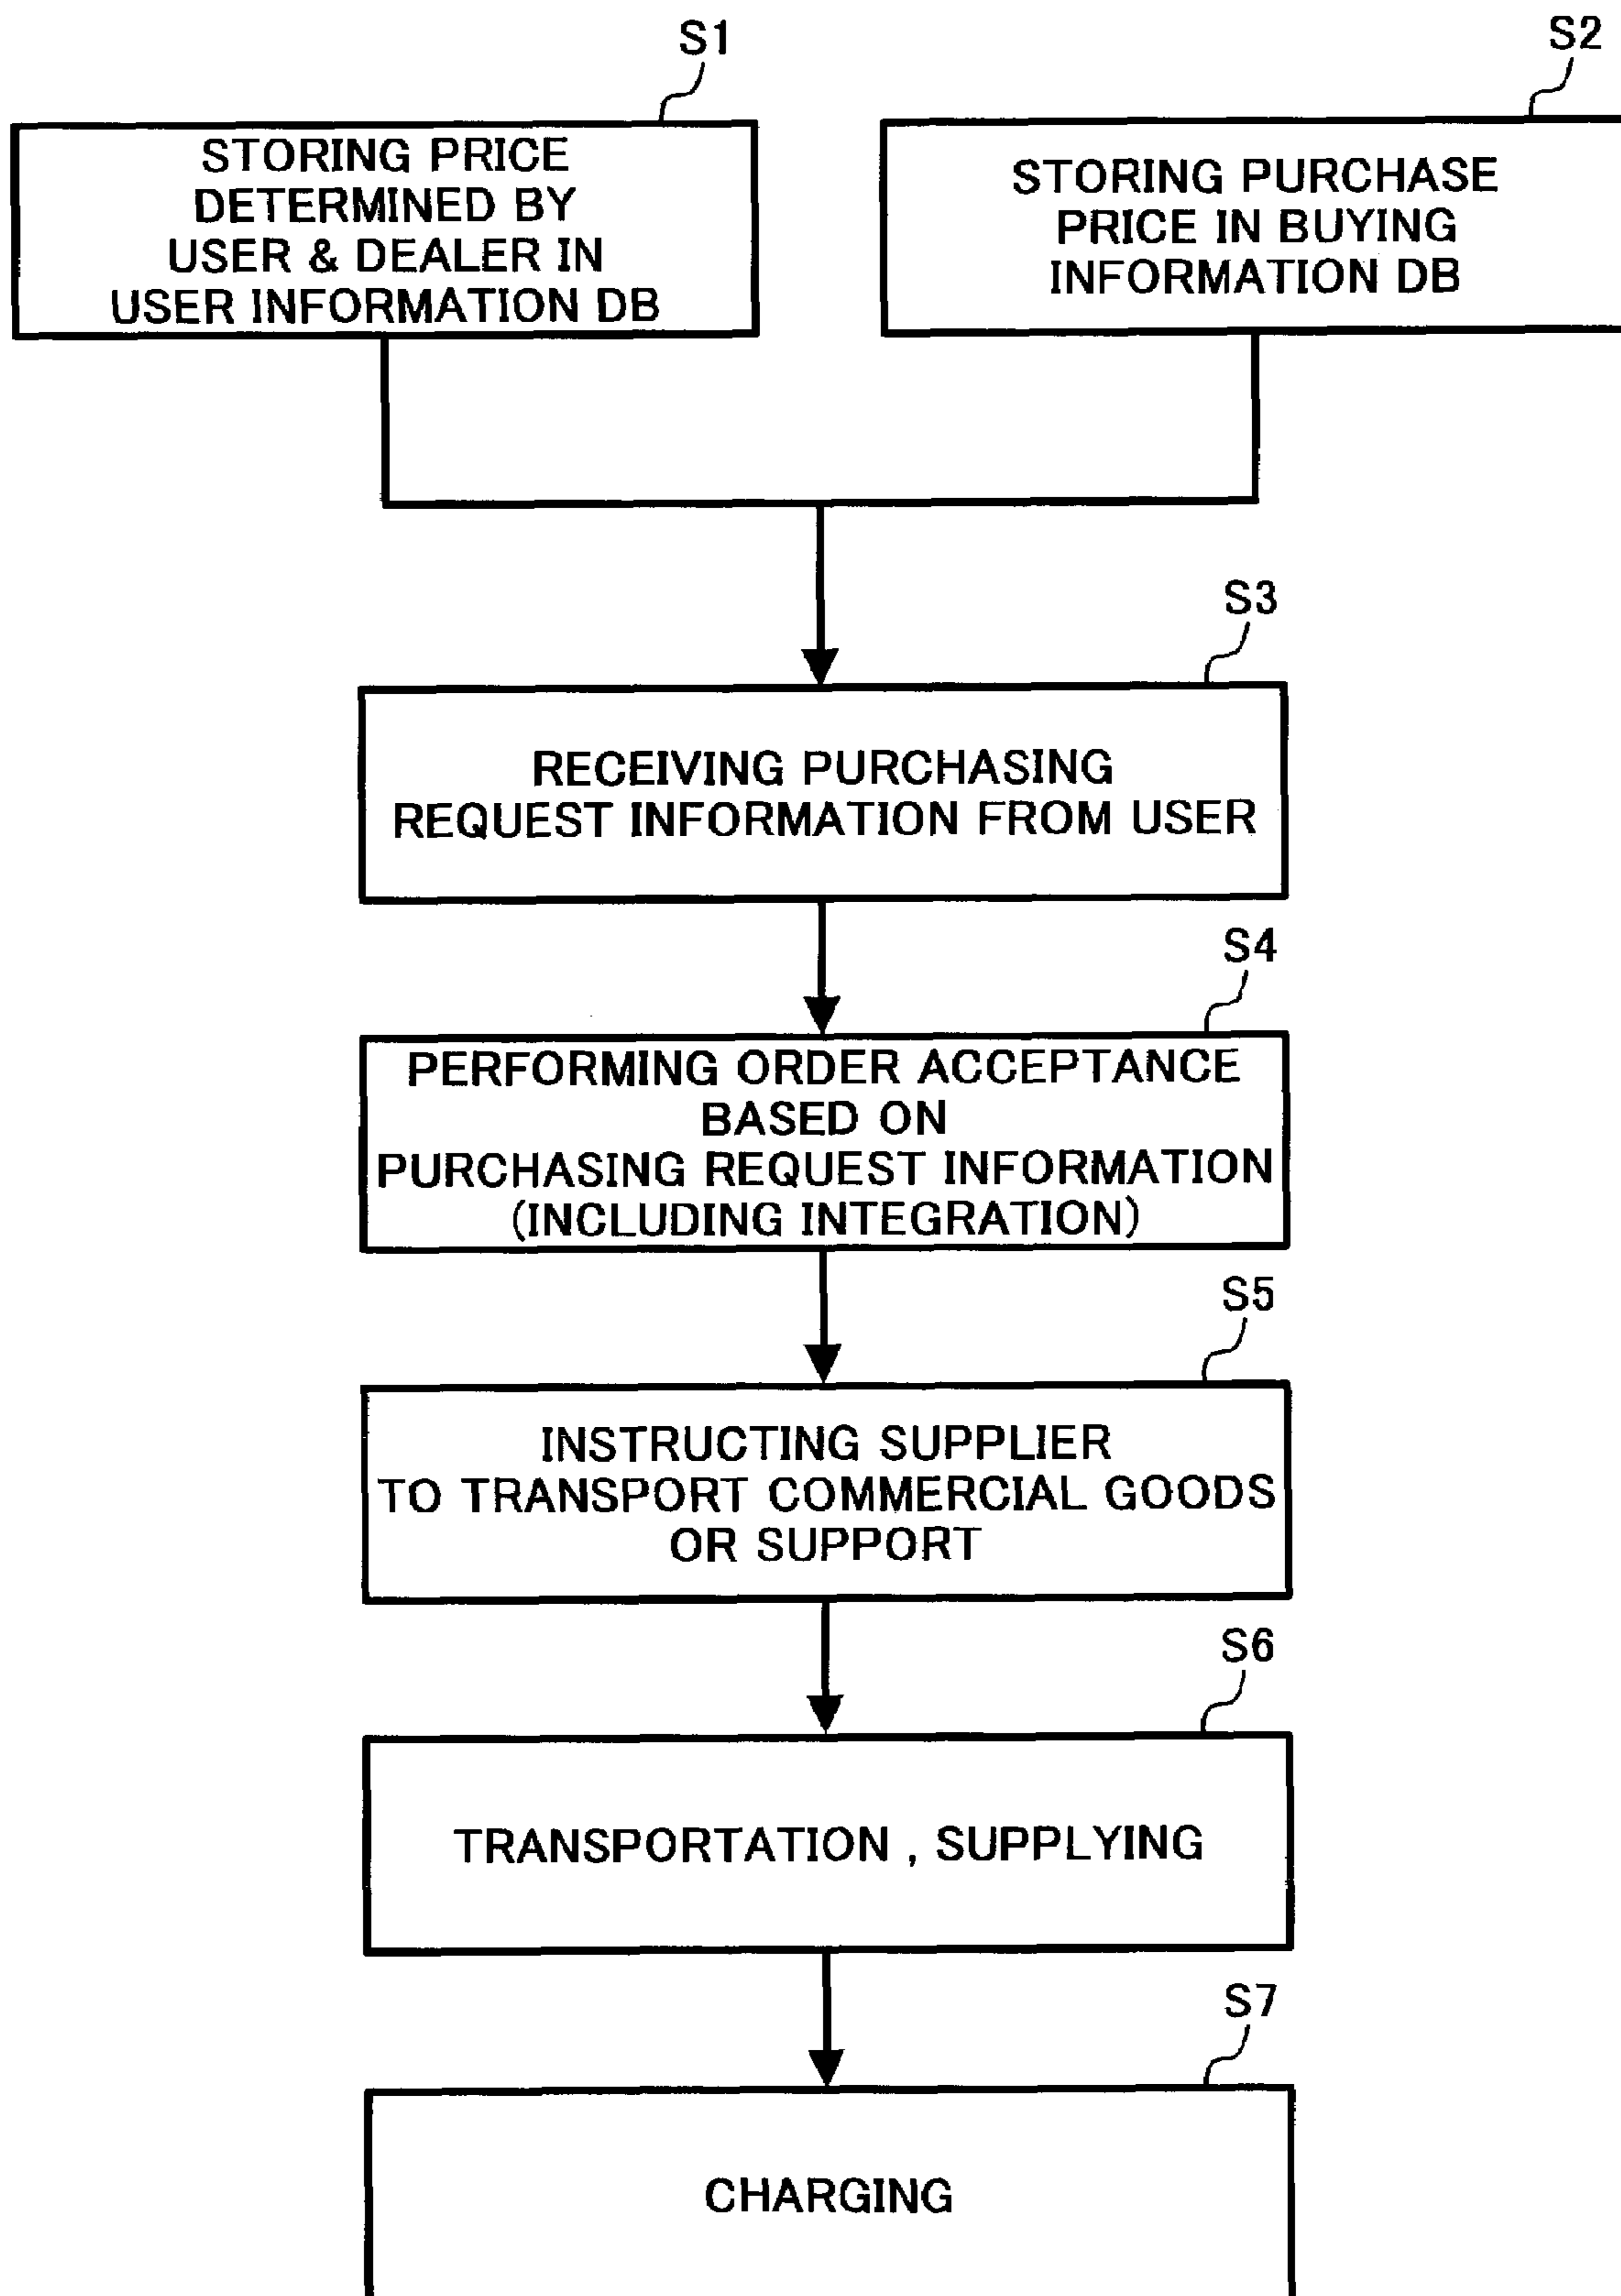 S1
STORING PRICE
DETERMINED BY
USER & DEALER IN
USER INFORMATION DB
S2
STORING PURCHASE
PRICE IN BUYING
INFORMATION DB
S3
RECEIVING PURCHASING
REQUEST INFORMATION FROM USER
S4
PERFORMING ORDER ACCEPTANCE
BASED ON
PURCHASING REQUEST INFORMATION
(INCLUDING INTEGRATION)
S5
INSTRUCTING SUPPLIER
TO TRANSPORT COMMERCIAL GOODS
OR SUPPORT
S6
TRANSPORTATION , SUPPLYING
S7
CHARGING